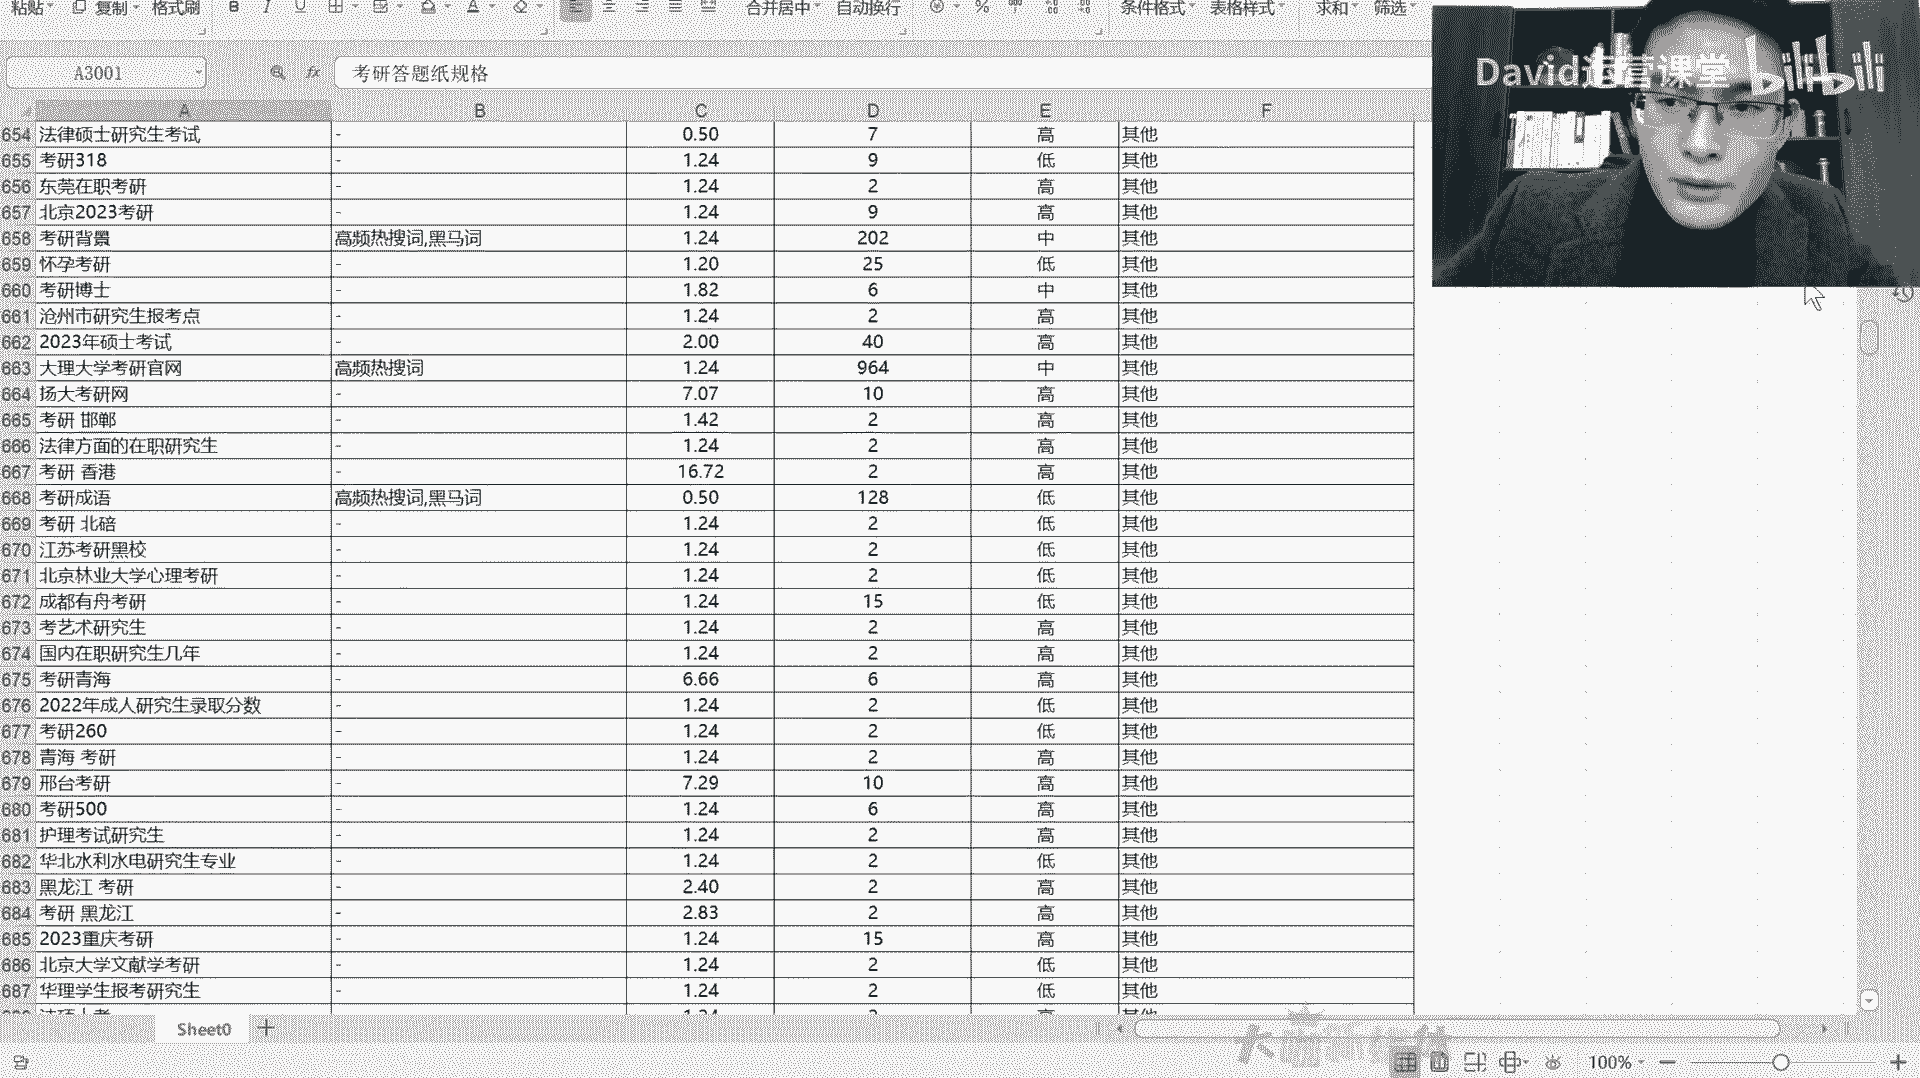 粘贴 复制 格式刷 B I U A 合并居中 自动换行 % 条件格式 表格样式 求和 筛选
David运营课堂 bilibili
A3001 fx 考研答题纸规格
A B C D E F
654 法律硕士研究生考试 - 0.50 7 高 其他
655 考研318 - 1.24 9 低 其他
656 东莞在职考研 - 1.24 2 高 其他
657 北京2023考研 - 1.24 9 高 其他
658 考研背景 高频热搜词,黑马词 1.24 202 中 其他
659 怀孕考研 - 1.20 25 低 其他
660 考研博士 - 1.82 6 中 其他
661 沧州市研究生报考点 - 1.24 2 高 其他
662 2023年硕士考试 - 2.00 40 高 其他
663 大理大学考研官网 高频热搜词 1.24 964 中 其他
664 扬大考研网 - 7.07 10 高 其他
665 考研 邯郸 - 1.42 2 高 其他
666 法律方面的在职研究生 - 1.24 2 高 其他
667 考研 香港 - 16.72 2 高 其他
668 考研成语 高频热搜词,黑马词 0.50 128 低 其他
669 考研 北碚 - 1.24 2 低 其他
670 江苏考研黑校 - 1.24 2 低 其他
671 北京林业大学心理考研 - 1.24 2 低 其他
672 成都有舟考研 - 1.24 15 低 其他
673 考艺术研究生 - 1.24 2 高 其他
674 国内在职研究生几年 - 1.24 2 高 其他
675 考研青海 - 6.66 6 高 其他
676 2022年成人研究生录取分数 - 1.24 2 低 其他
677 考研260 - 1.24 2 低 其他
678 青海 考研 - 1.24 2 高 其他
679 邢台考研 - 7.29 10 高 其他
680 考研500 - 1.24 6 高 其他
681 护理考试研究生 - 1.24 2 高 其他
682 华北水利水电研究生专业 - 1.24 2 低 其他
683 黑龙江 考研 - 2.40 2 高 其他
684 考研 黑龙江 - 2.83 2 高 其他
685 2023重庆考研 - 1.24 15 高 其他
686 北京大学文献学考研 - 1.24 2 低 其他
687 华理学生报考研究生 - 1.24 2 低 其他
Sheet0
100%